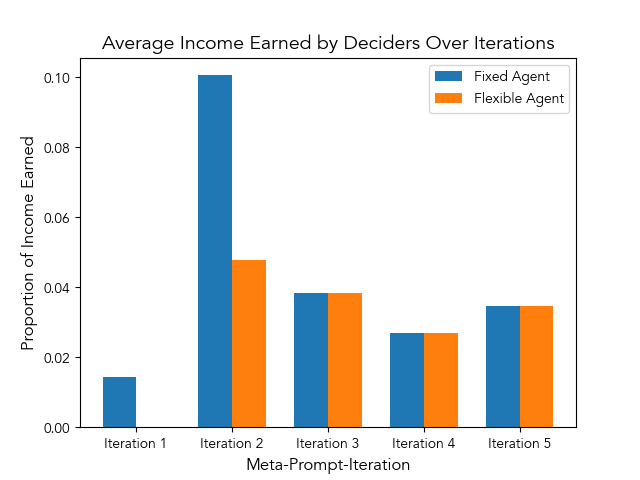 Average Income Earned by Deciders Over Iterations
Fixed Agent
Flexible Agent
Proportion of Income Earned
0.10
0.08
0.06
0.04
0.02
0.00
Iteration 1
Iteration 2
Iteration 3
Iteration 4
Iteration 5
Meta-Prompt-Iteration